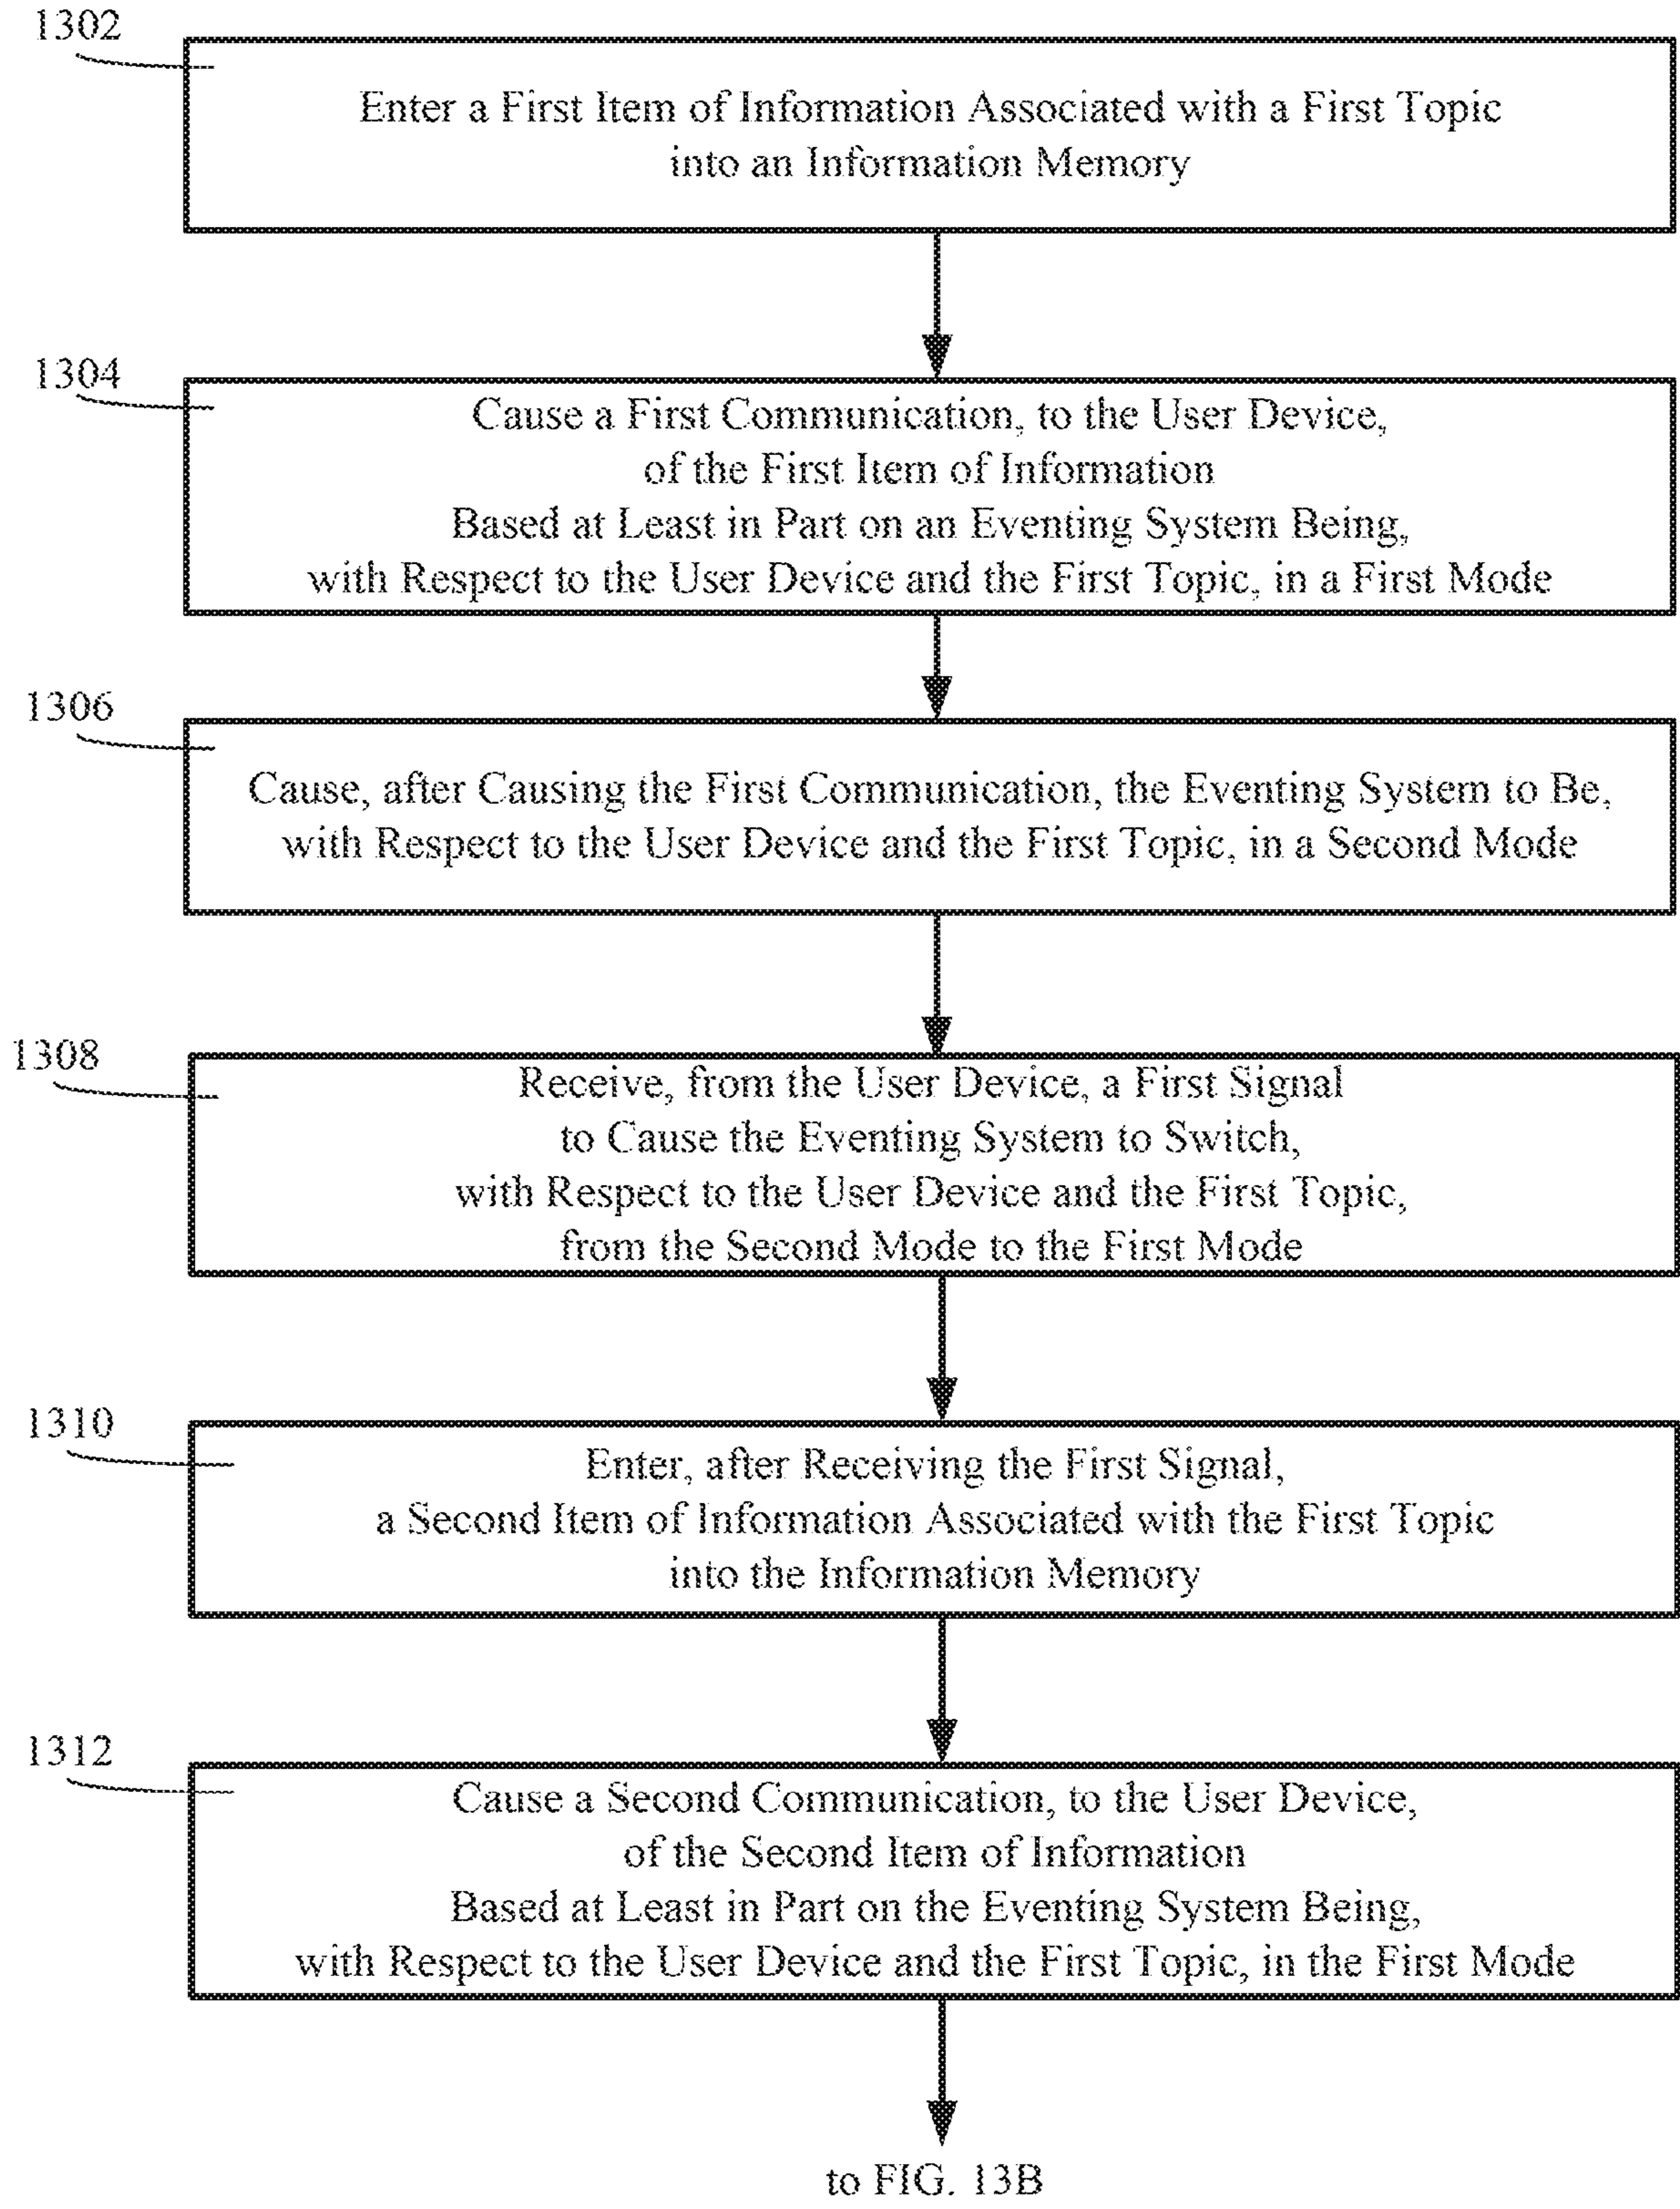 1302
Enter a First Item of Information Associated with a First Topic
into an Information Memory
1304
Cause a First Communication, to the User Device,
of the First Item of Information
Based at Least in Part on an Eventing System Being,
with Respect to the User Device and the First Topic, in a First Mode
1306
Cause, after Causing the First Communication, the Eventing System to Be,
with Respect to the User Device and the First Topic, in a Second Mode
1308
Receive, from the User Device, a First Signal
to Cause the Eventing System to Switch,
with Respect to the User Device and the First Topic,
from the Second Mode to the First Mode
1310
Enter, after Receiving the First Signal,
a Second Item of Information Associated with the First Topic
into the Information Memory
1312
Cause a Second Communication, to the User Device,
of the Second Item of Information
Based at Least in Part on the Eventing System Being,
with Respect to the User Device and the First Topic, in the First Mode
to FIG. 13B